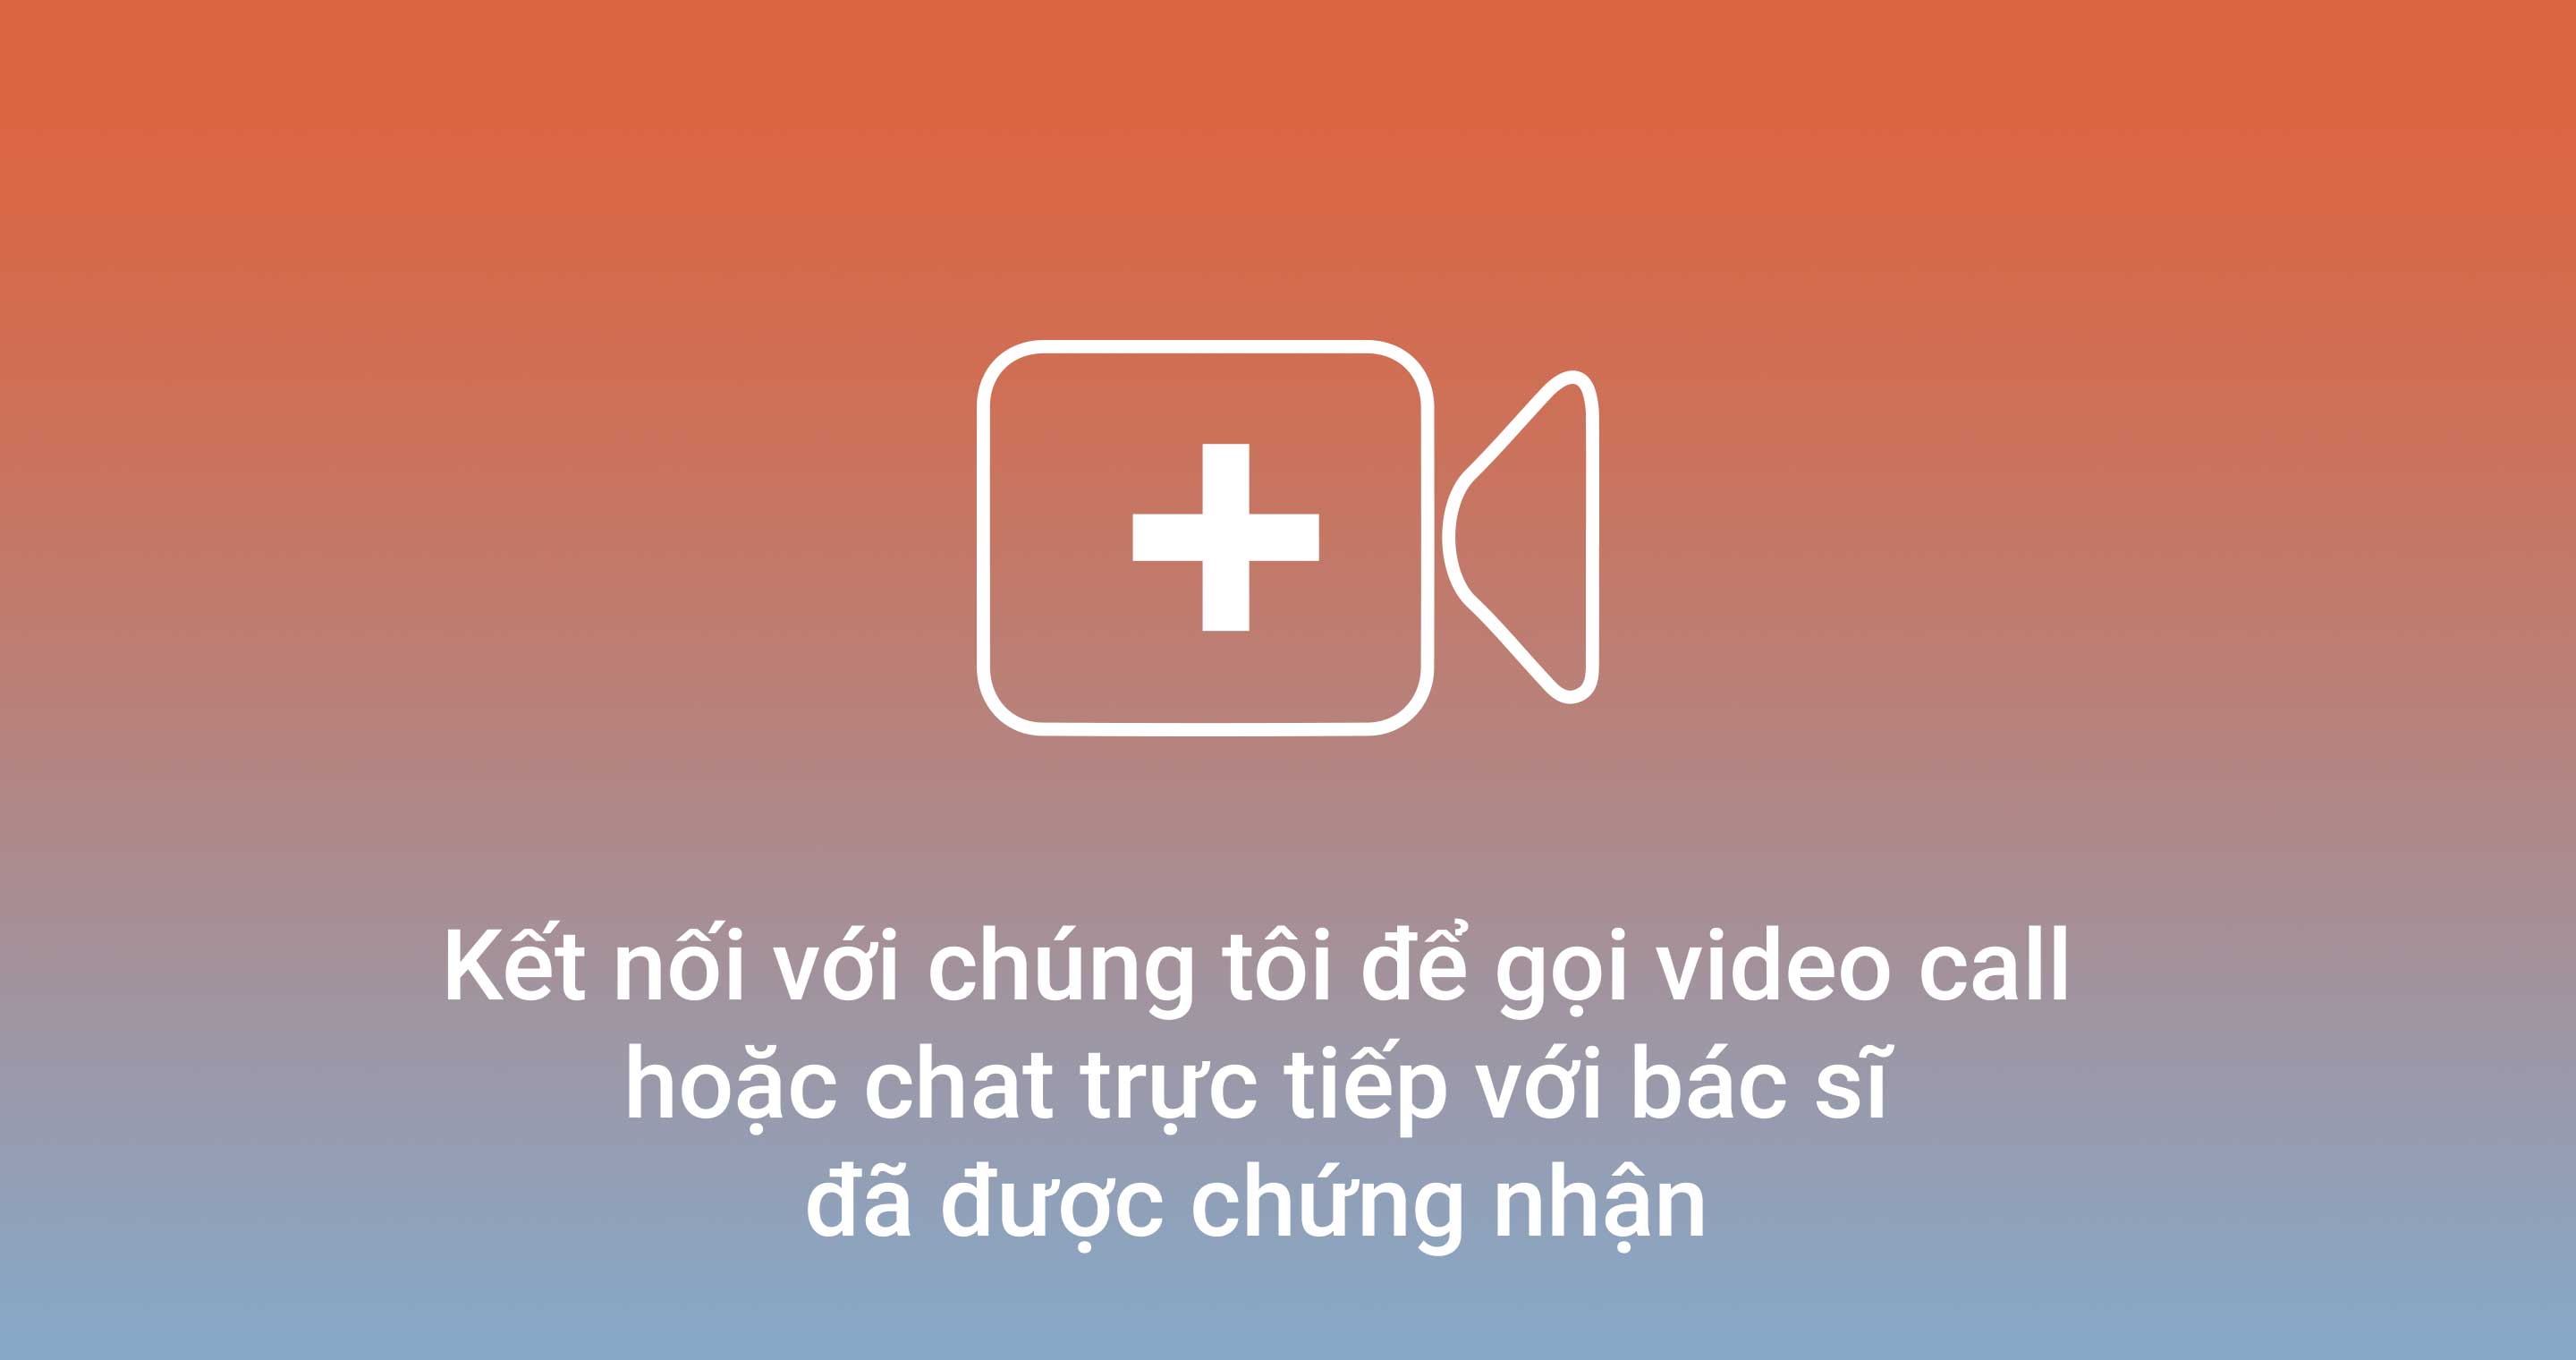 Kết nối với chúng tôi để gọi video call
hoặc chat trực tiếp với bác sĩ
đã được chứng nhận